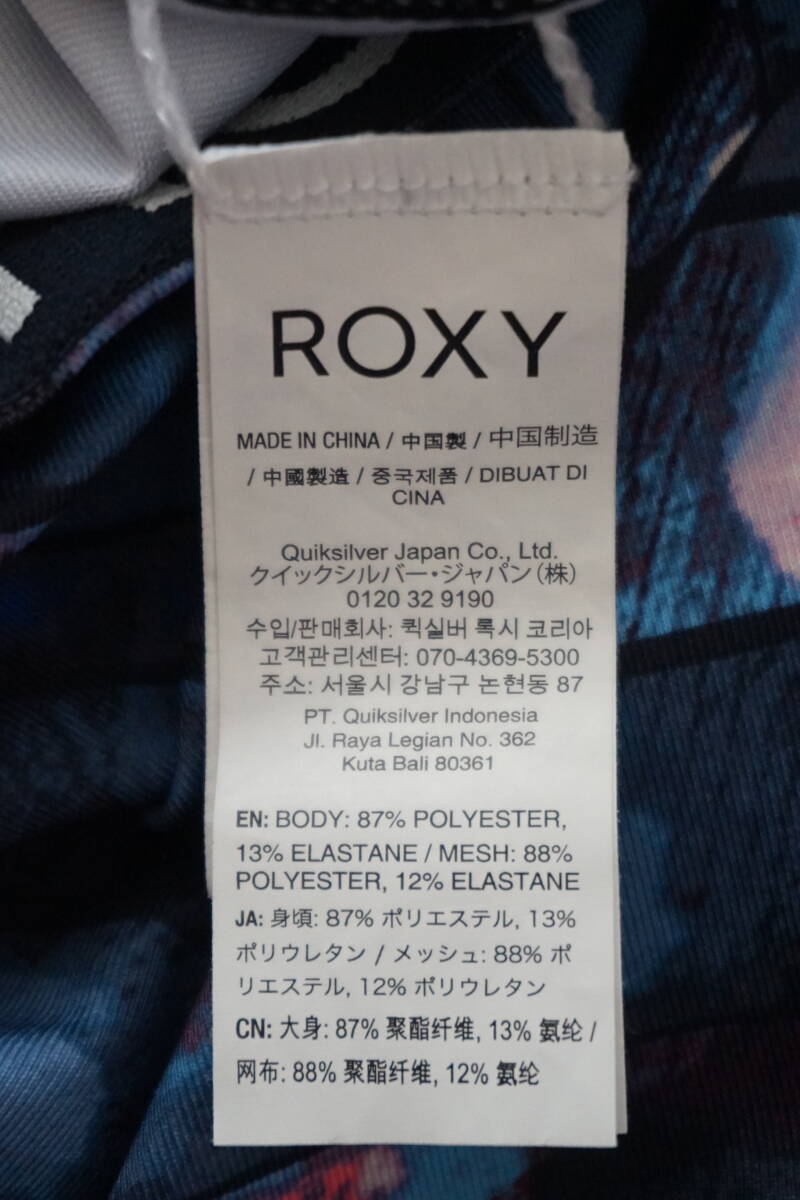 ROXY
MADE IN CHINA / 中国製 / 中国制造
/ 中國製造 / 중국제품 / DIBUAT DI
CINA
Quiksilver Japan Co., Ltd.
クイックシルバー・ジャパン(株)
0120 32 9190
수입/판매회사: 퀵실버 록시 코리아
고객관리센터: 070-4369-5300
주소: 서울시 강남구 논현동 87
PT. Quiksilver Indonesia
Jl. Raya Legian No. 362
Kuta Bali 80361
EN: BODY: 87% POLYESTER,
13% ELASTANE / MESH: 88%
POLYESTER, 12% ELASTANE
JA: 身頃: 87% ポリエステル, 13%
ポリウレタン / メッシュ: 88% ポ
リエステル, 12% ポリウレタン
CN: 大身: 87% 聚酯纤维, 13% 氨纶 /
网布: 88% 聚酯纤维, 12% 氨纶